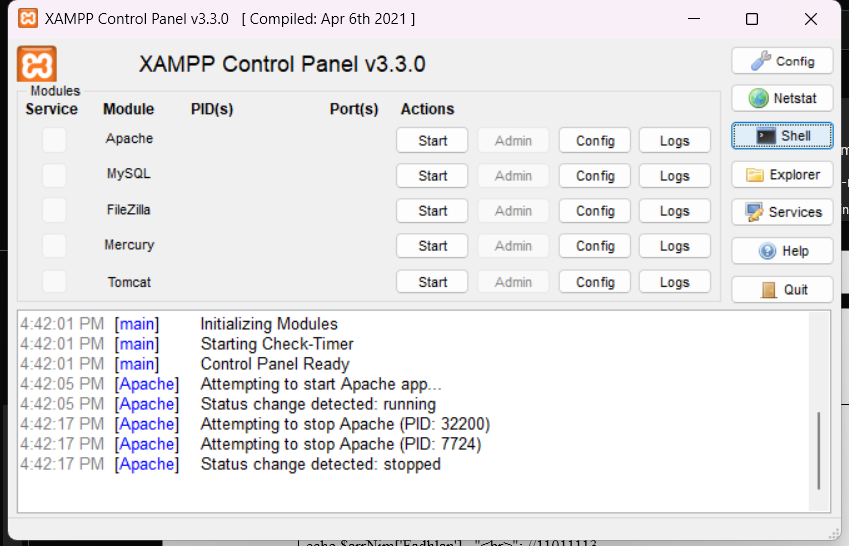 XAMPP Control Panel v3.3.0 [ Compiled: Apr 6th 2021 ]
XAMPP Control Panel v3.3.0
Config
Modules
Service Module PID(s) Port(s) Actions
Netstat
Apache Start Admin Config Logs
Shell
MySQL Start Admin Config Logs
Explorer
FileZilla Start Admin Config Logs
Services
Mercury Start Admin Config Logs
Help
Tomcat Start Admin Config Logs
Quit
4:42:01 PM [main] Initializing Modules
4:42:01 PM [main] Starting Check-Timer
4:42:01 PM [main] Control Panel Ready
4:42:05 PM [Apache] Attempting to start Apache app...
4:42:05 PM [Apache] Status change detected: running
4:42:17 PM [Apache] Attempting to stop Apache (PID: 32200)
4:42:17 PM [Apache] Attempting to stop Apache (PID: 7724)
4:42:17 PM [Apache] Status change detected: stopped